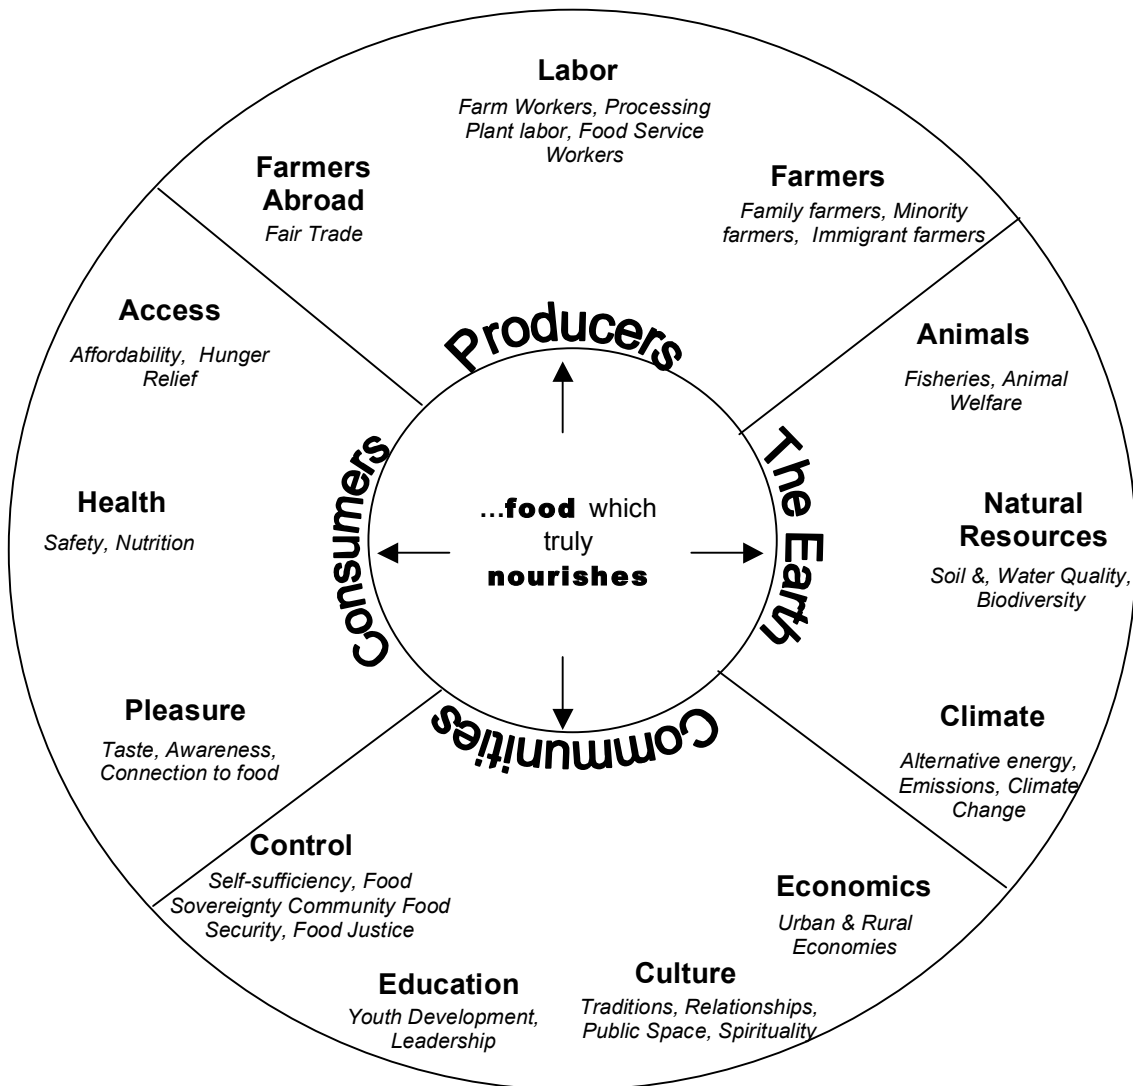 Labor
Farm Workers, Processing
Plant labor, Food Service
Workers
Farmers
Abroad
Fair Trade
Farmers
Family farmers, Minority
farmers,  Immigrant farmers
Producers
Access
Affordability,  Hunger
Relief
Health
Safety, Nutrition
Pleasure
Taste, Awareness,
Connection to food
Consumers
...food which
truly
nourishes
The Earth
Animals
Fisheries, Animal
Welfare
Natural
Resources
Soil &, Water Quality,
Biodiversity
Climate
Alternative energy,
Emissions, Climate
Change
Communities
Control
Self-sufficiency, Food
Sovereignty Community Food
Security, Food Justice
Education
Youth Development,
Leadership
Culture
Traditions, Relationships,
Public Space, Spirituality
Economics
Urban & Rural
Economies